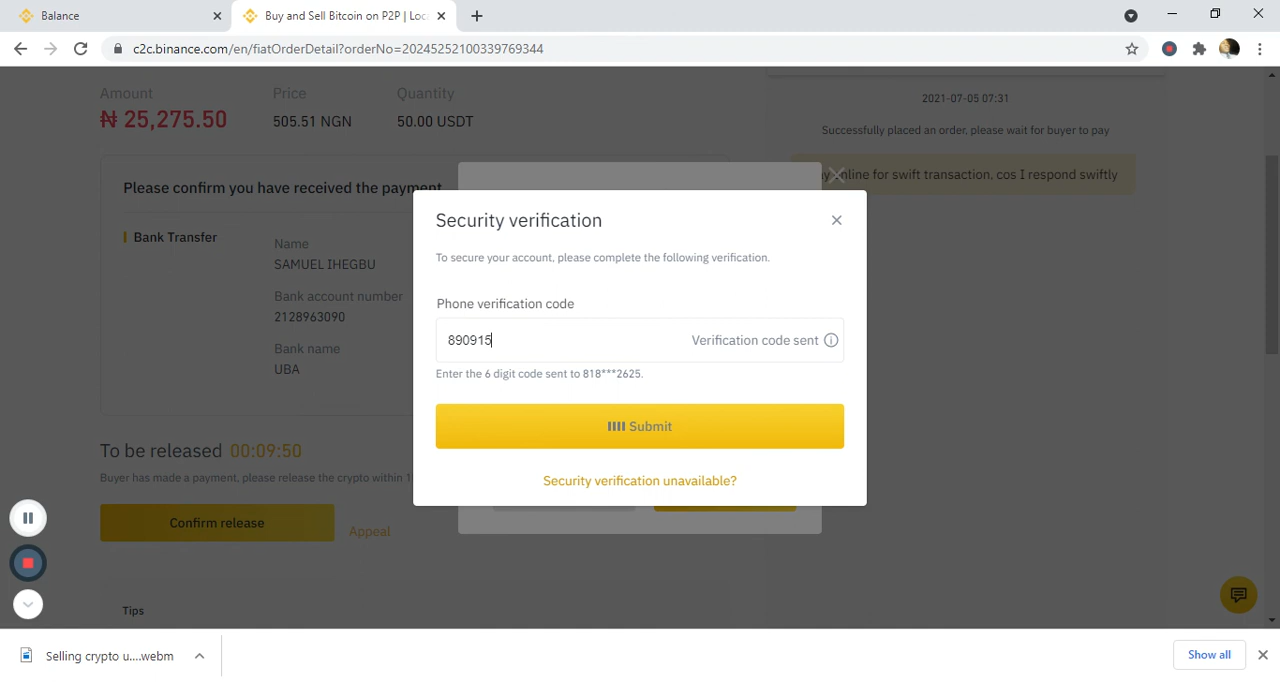 Balance
Buy and Sell Bitcoin on P2P | Loc
c2c.binance.com/en/fiatOrderDetail?orderNo=20245252100339769344
Amount
Price
Quantity
₦ 25,275.50
505.51 NGN
50.00 USDT
2021-07-05 07:31
Successfully placed an order, please wait for buyer to pay
online for swift transaction, cos I respond swiftly
Please confirm you have received the payment
Bank Transfer
Name
SAMUEL IHEGBU
Bank account number
2128963090
Bank name
UBA
Security verification
To secure your account, please complete the following verification.
Phone verification code
890915
Verification code sent
Enter the 6 digit code sent to 818***2625.
Submit
Security verification unavailable?
To be released 00:09:50
Buyer has made a payment, please release the crypto within
Confirm release
Appeal
Tips
Selling crypto u....webm
Show all